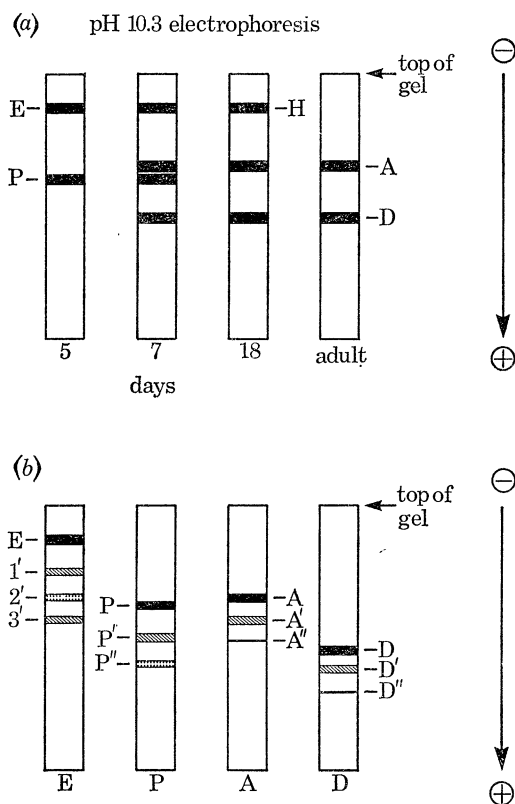 (a) pH 10.3 electrophoresis
⊖
top of
gel
E
H
P
A
D
5 7 18 adult
days
⊕
(b)
⊖
top of
gel
E
1′
2′
3′
P
P″
P″
A
A′
A″
D
D′
D″
E P A D
⊕